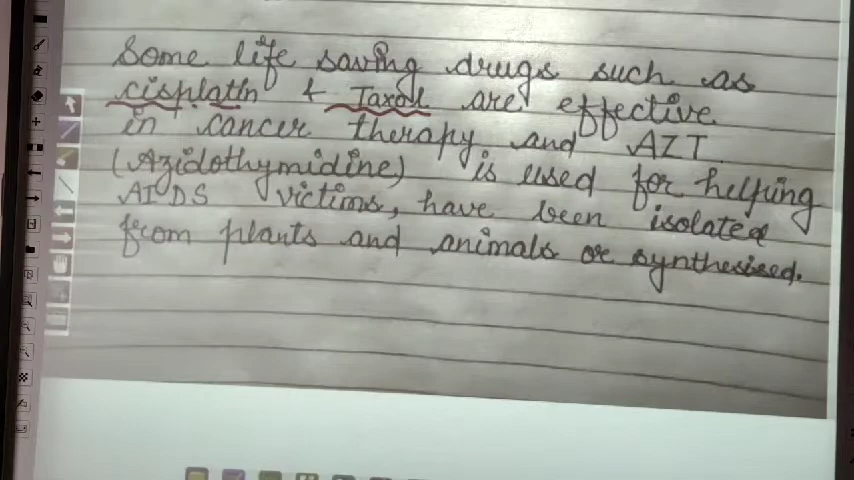 Some life saving drugs such as
cisplatin & Taxol are effective
in cancer therapy and AZT
(Azidothymidine) is used for helping
AIDS victims, have been isolated
from plants and animals or synthesised.